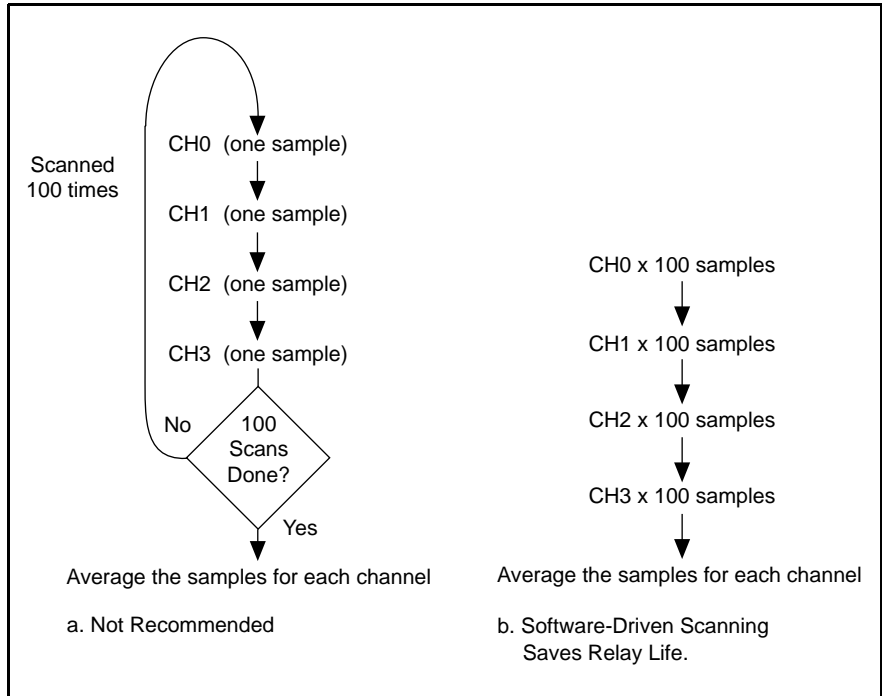 Scanned
100 times
CH0 (one sample)
CH1 (one sample)
CH2 (one sample)
CH3 (one sample)
No
100
Scans
Done?
Yes
Average the samples for each channel
a. Not Recommended
CH0 x 100 samples
CH1 x 100 samples
CH2 x 100 samples
CH3 x 100 samples
Average the samples for each channel
b. Software-Driven Scanning
Saves Relay Life.